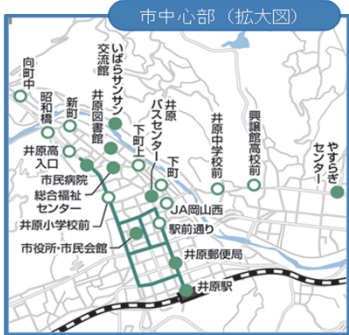 市中心部（拡大図）
向町中
昭和橋
新町
井原図書館
いばらサンサン
交流館
下町上
井原
バスセンター
下町
井原中学校前
興譲館高校前
やすらぎ
センター
井原高
入口
市民病院
総合福祉
センター
井原小学校前
市役所・市民会館
JA岡山西
駅前通り
井原郵便局
井原駅